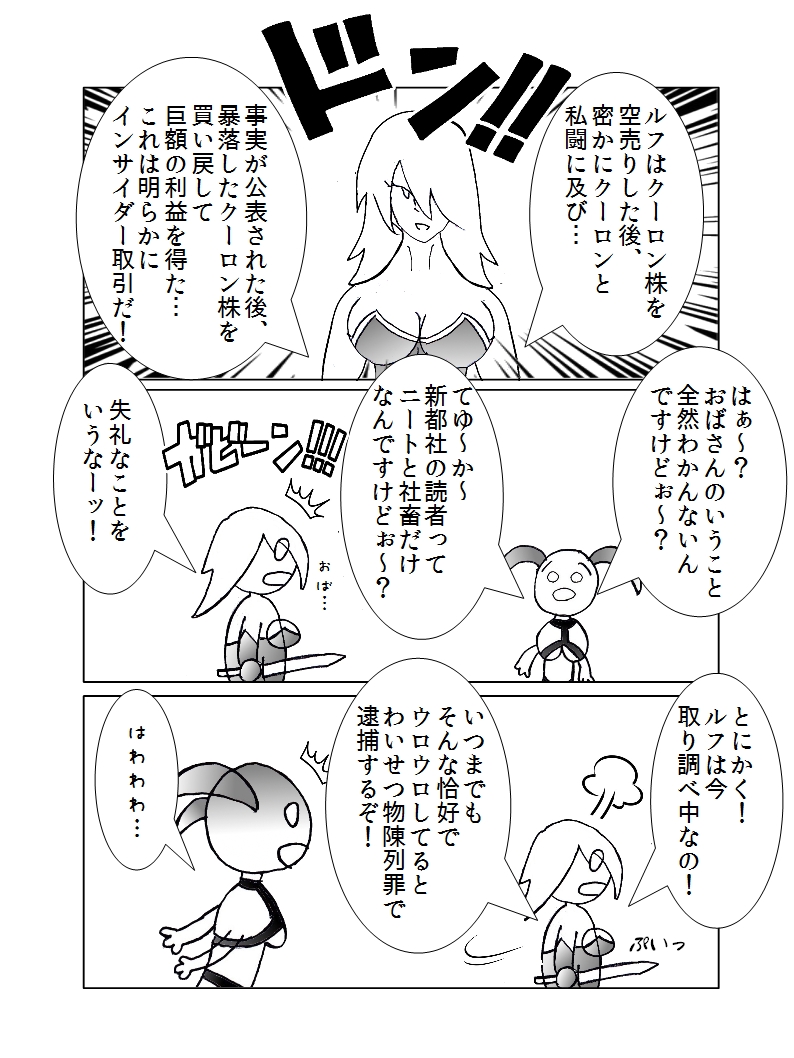 ドン!!
ルフはクーロン株を
空売りした後、
密かにクーロンと
私闘に及び…
事実が公表された後、
暴落したクーロン株を
買い戻して
巨額の利益を得た…
これは明らかに
インサイダー取引だ!
はぁ~?
おばさんのいうこと
全然わかんないん
ですけどぉ~?
てゆ~か~
新都社の読者って
ニートと社畜だけ
なんですけどぉ~?
ガビーン!!!!
おば…
失礼なことを
いうなーッ!
とにかく!
ルフは今
取り調べ中なの!
ぷいっ
いつまでも
そんな恰好で
ウロウロしてると
わいせつ物陳列罪で
逮捕するぞ!
はわわわ…